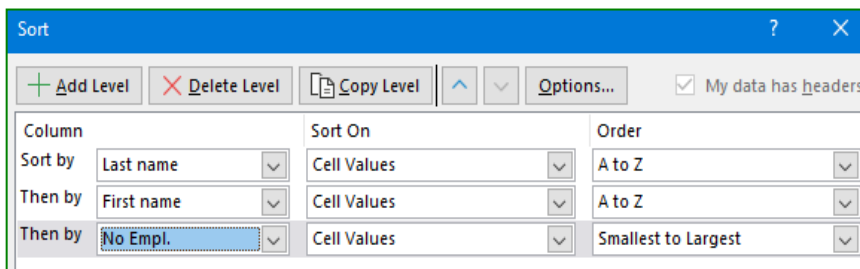 Sort ?
Add Level Delete Level Copy Level Options... My data has headers
Column Sort On Order
Sort by Last name Cell Values A to Z
Then by First name Cell Values A to Z
Then by No Empl. Cell Values Smallest to Largest